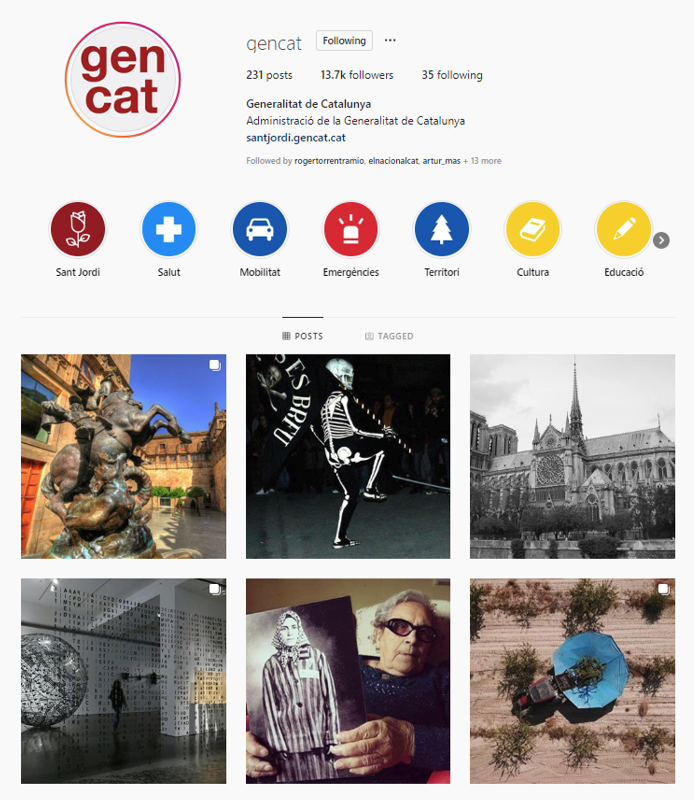 gen
cat
gencat
Following
231 posts 13.7k followers 35 following
Generalitat de Catalunya
Administració de la Generalitat de Catalunya
santjordi.gencat.cat
Followed by rogertorrentramio, elnacionalcat, artur_mas + 13 more
Sant Jordi Salut Mobilitat Emergències Territori Cultura Educació
POSTS TAGGED
ES BREU